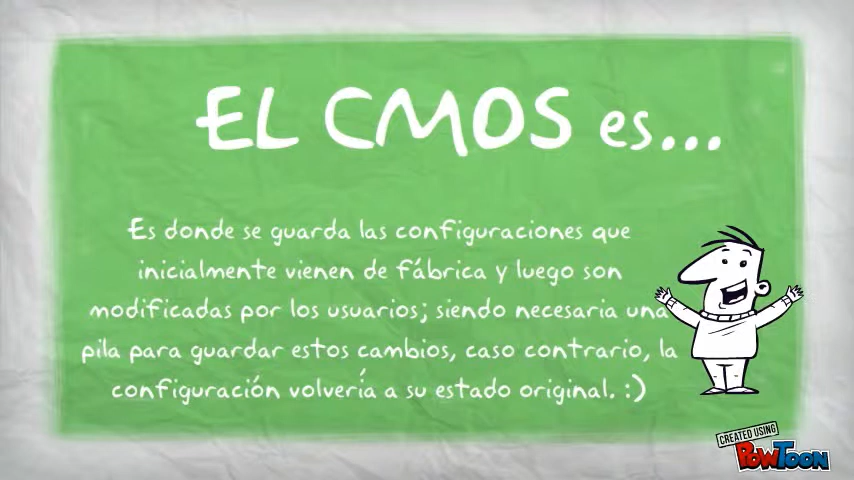 EL CMOS es...
Es donde se guarda las configuraciones que
inicialmente vienen de fábrica y luego son
modificadas por los usuarios; siendo necesaria una
pila para guardar estos cambios, caso contrario, la
configuración volvería a su estado original. :)
CREATED USING
POWTOON